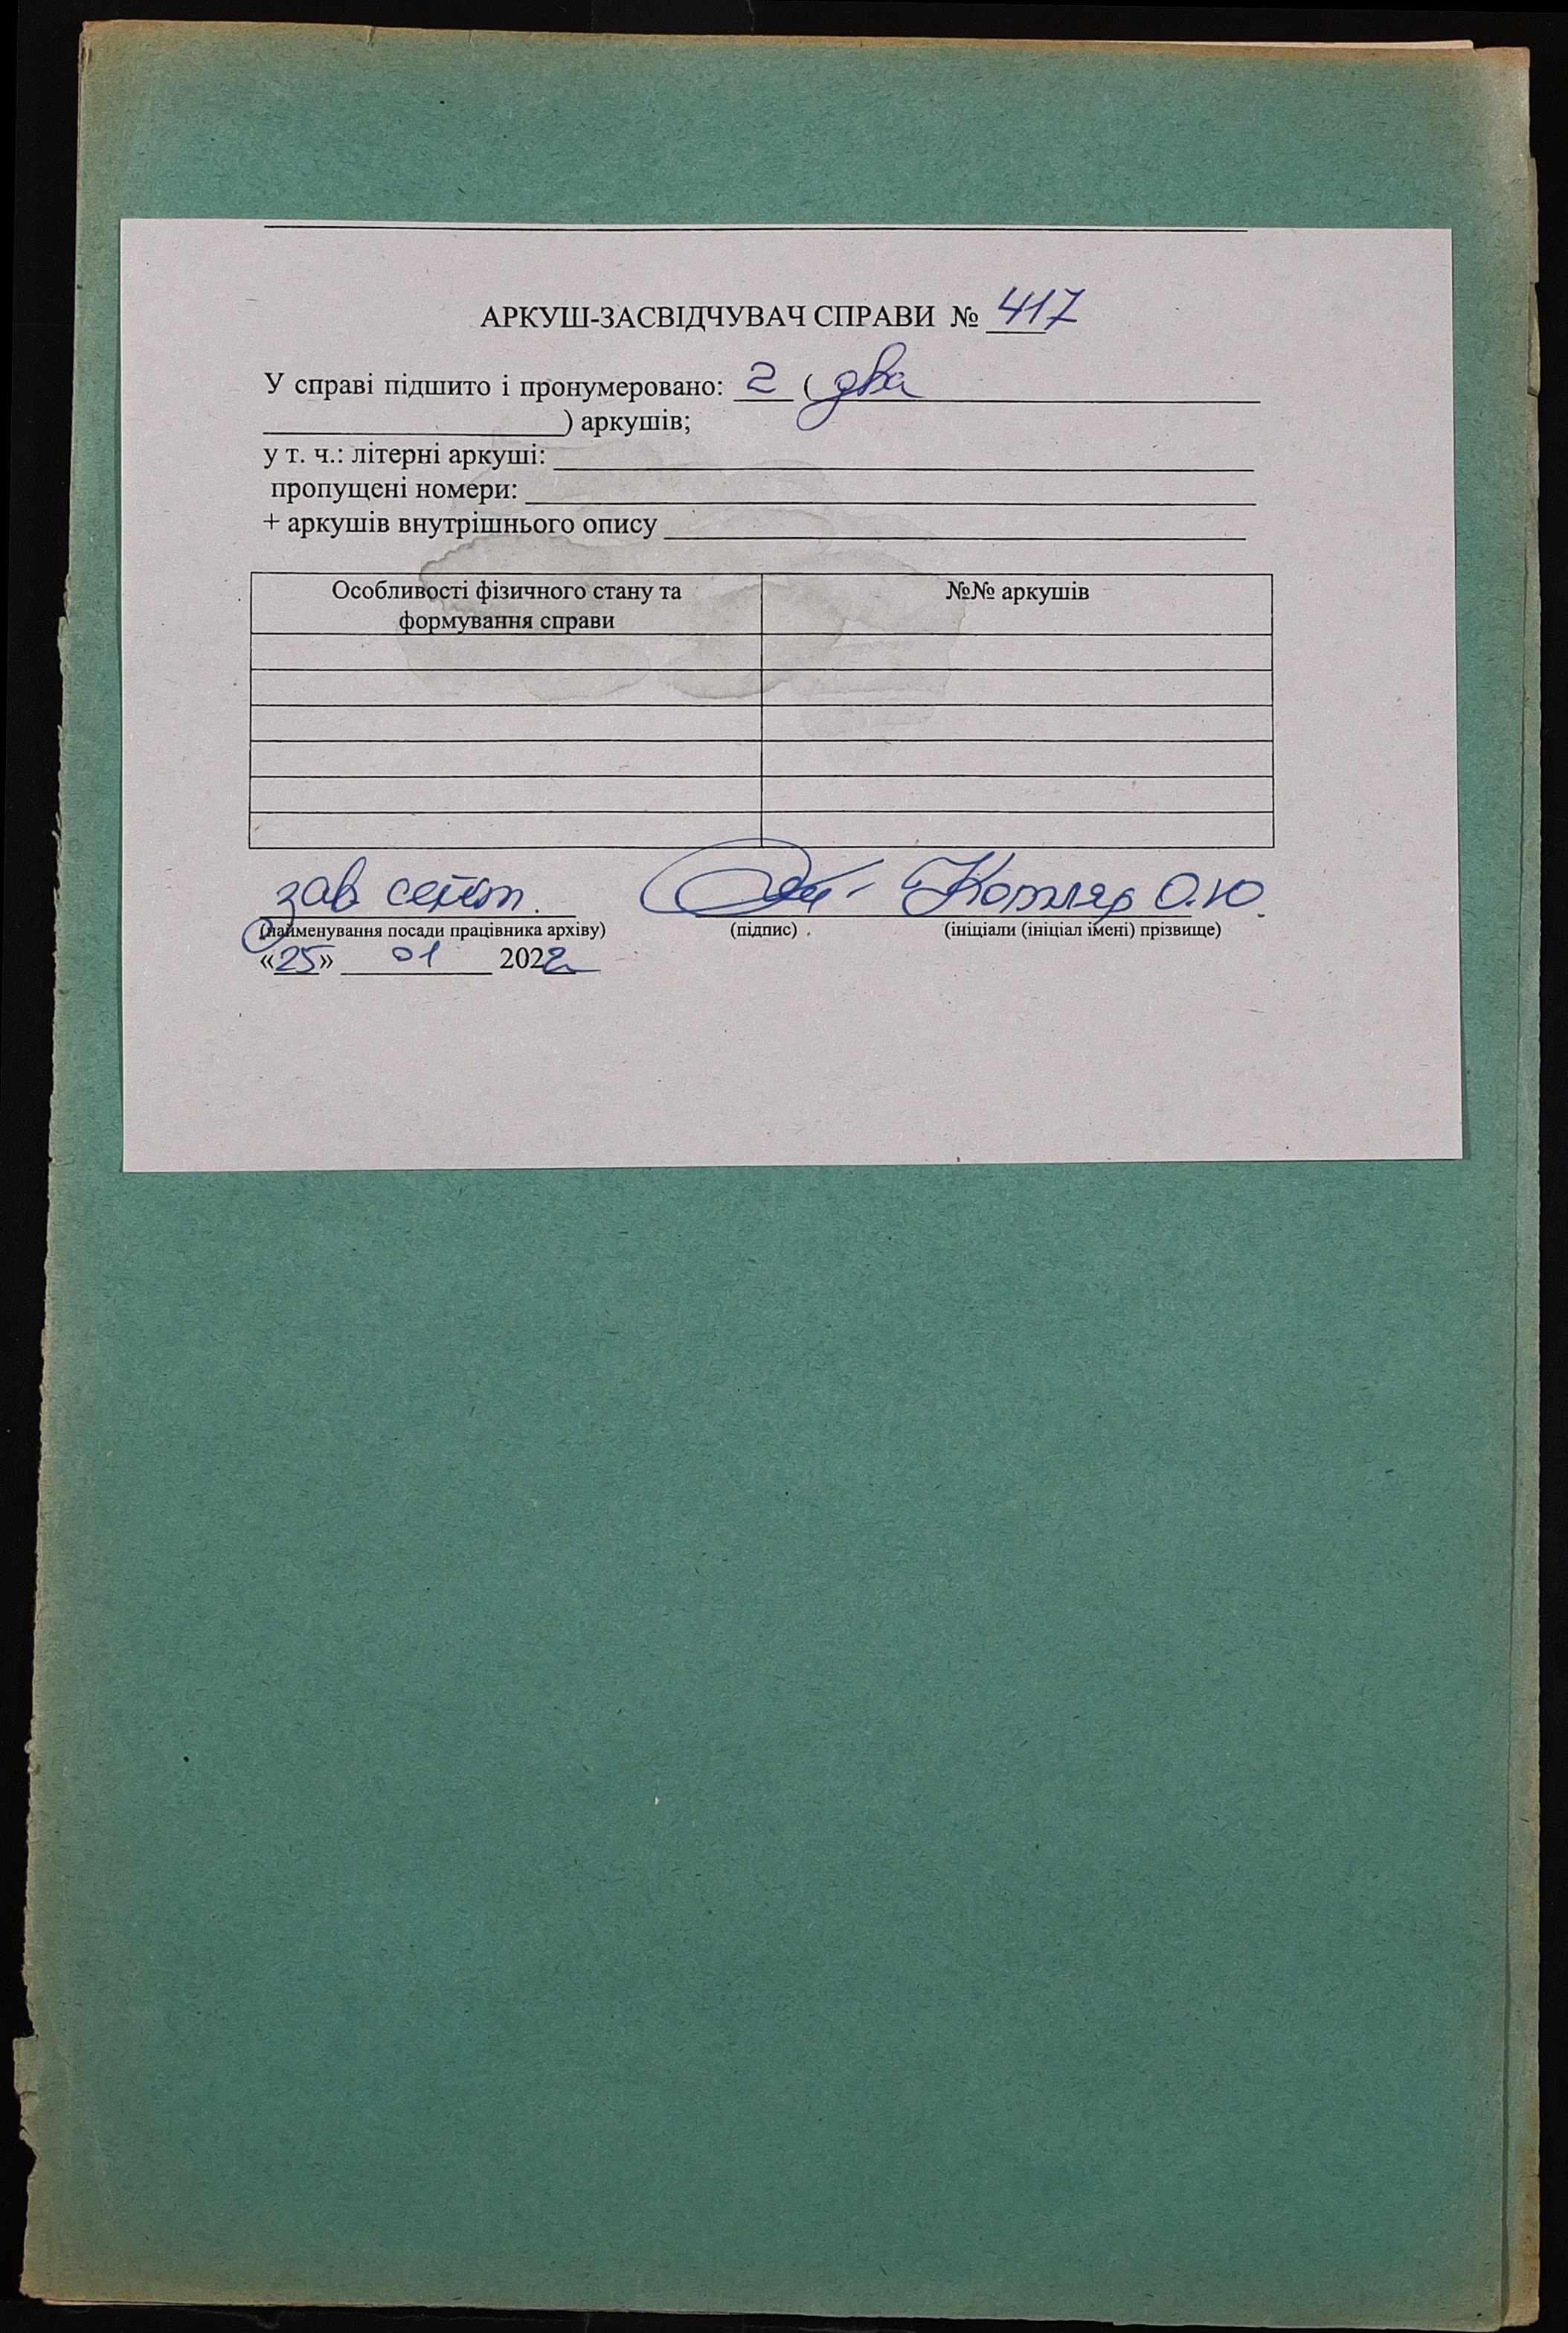 АРКУШ-ЗАСВІДЧУВАЧ СПРАВИ № 417
У справі підшито і пронумеровано: 2 ( два
) аркушів;
у т. ч.: літерні аркуші:
пропущені номери:
+ аркушів внутрішнього опису
Особливості фізичного стану та №№ аркушів
формування справи
зав Котляр О.Ю.
(найменування посади працівника архіву) (підпис) (ініціали (ініціал імені) прізвище)
«25» 01 2022